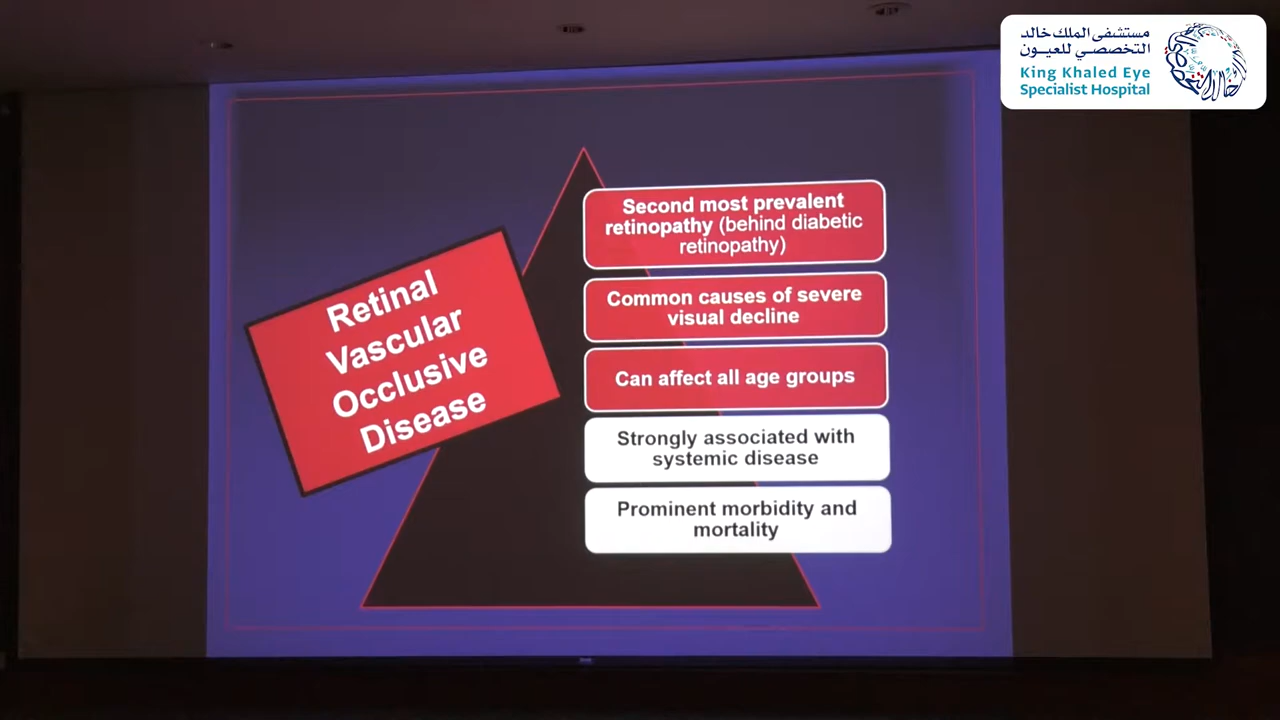 مستشفى الملك خالد
التخصصي للعيون
King Khaled Eye
Specialist Hospital
Retinal
Vascular
Occlusive
Disease
Second most prevalent
retinopathy (behind diabetic
retinopathy)
Common causes of severe
visual decline
Can affect all age groups
Strongly associated with
systemic disease
Prominent morbidity and
mortality